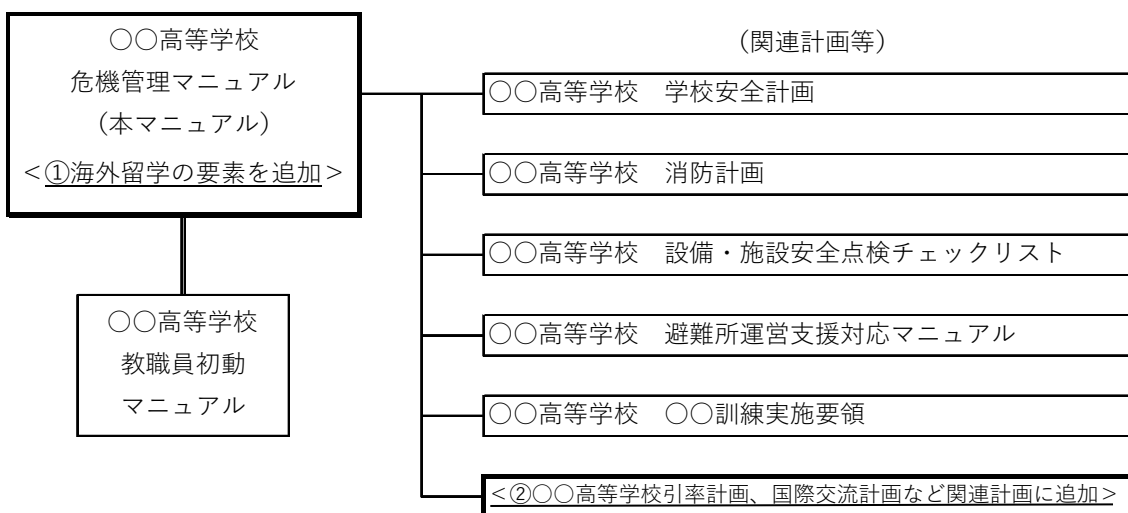 ○○高等学校
危機管理マニュアル
（本マニュアル）
＜①海外留学の要素を追加＞
○○高等学校
教職員初動
マニュアル
（関連計画等）
○○高等学校　学校安全計画
○○高等学校　消防計画
○○高等学校　設備・施設安全点検チェックリスト
○○高等学校　避難所運営支援対応マニュアル
○○高等学校　○○訓練実施要領
＜②○○高等学校引率計画、国際交流計画など関連計画に追加＞